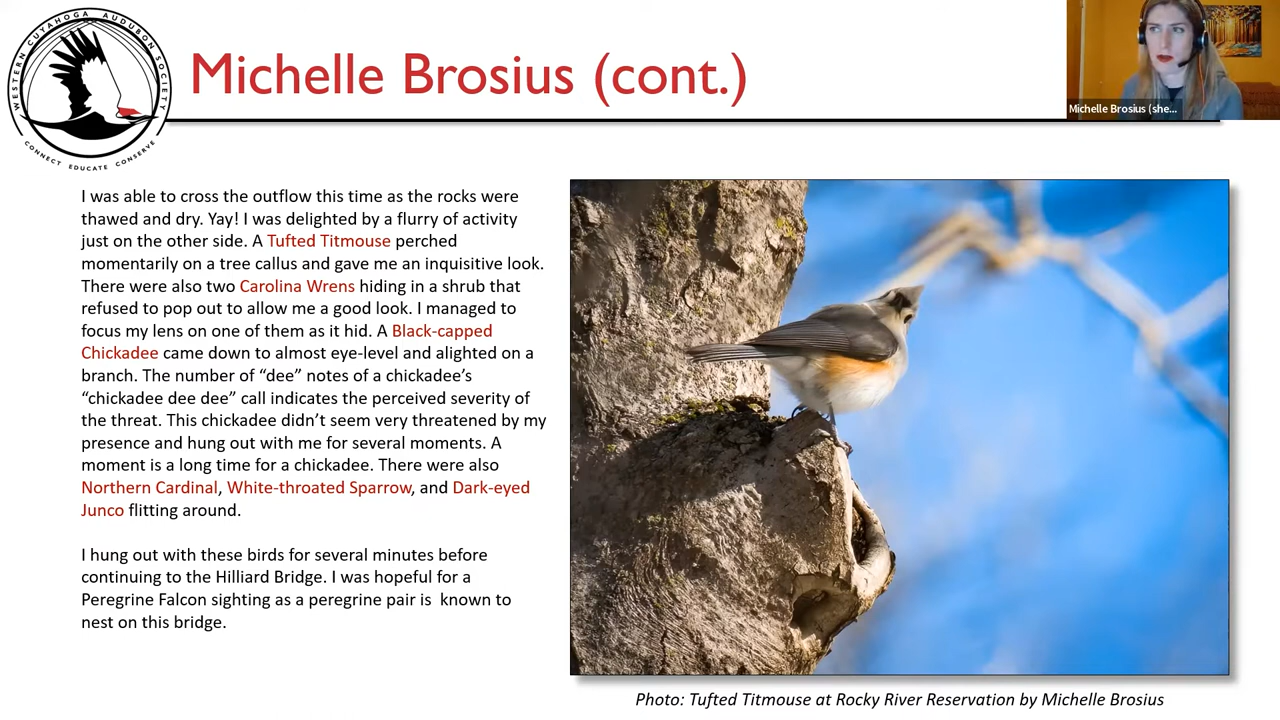 WESTERN CUYAHOGA AUDUBON SOCIETY
CONNECT EDUCATE CONSERVE
Michelle Brosius (cont.)
Michelle Brosius (she...
I was able to cross the outflow this time as the rocks were
thawed and dry. Yay! I was delighted by a flurry of activity
just on the other side. A Tufted Titmouse perched
momentarily on a tree callus and gave me an inquisitive look.
There were also two Carolina Wrens hiding in a shrub that
refused to pop out to allow me a good look. I managed to
focus my lens on one of them as it hid. A Black-capped
Chickadee came down to almost eye-level and alighted on a
branch. The number of “dee” notes of a chickadee’s
“chickadee dee dee” call indicates the perceived severity of
the threat. This chickadee didn’t seem very threatened by my
presence and hung out with me for several moments. A
moment is a long time for a chickadee. There were also
Northern Cardinal, White-throated Sparrow, and Dark-eyed
Junco flitting around.
I hung out with these birds for several minutes before
continuing to the Hilliard Bridge. I was hopeful for a
Peregrine Falcon sighting as a peregrine pair is  known to
nest on this bridge.
Photo: Tufted Titmouse at Rocky River Reservation by Michelle Brosius